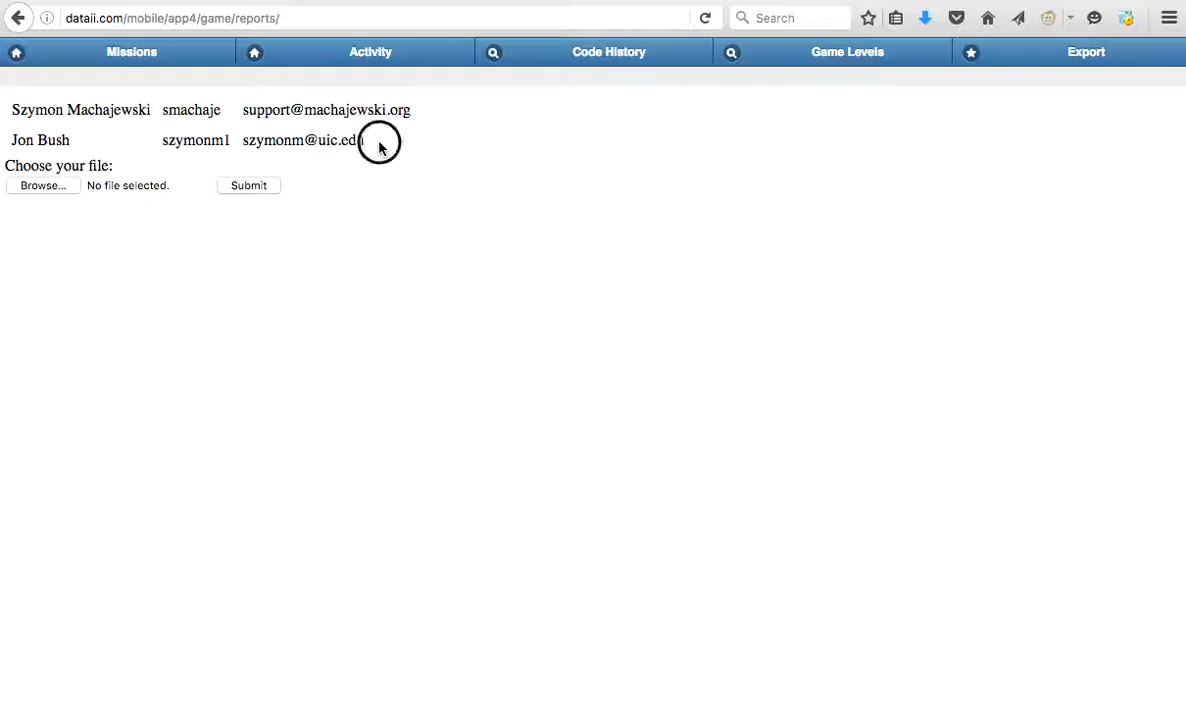 dataii.com/mobile/app4/game/reports/ Search
Missions Activity Code History Game Levels Export
Szymon Machajewski smachaje support@machajewski.org
Jon Bush szymonm1 szymonm@uic.edu
Choose your file:
Browse... No file selected. Submit